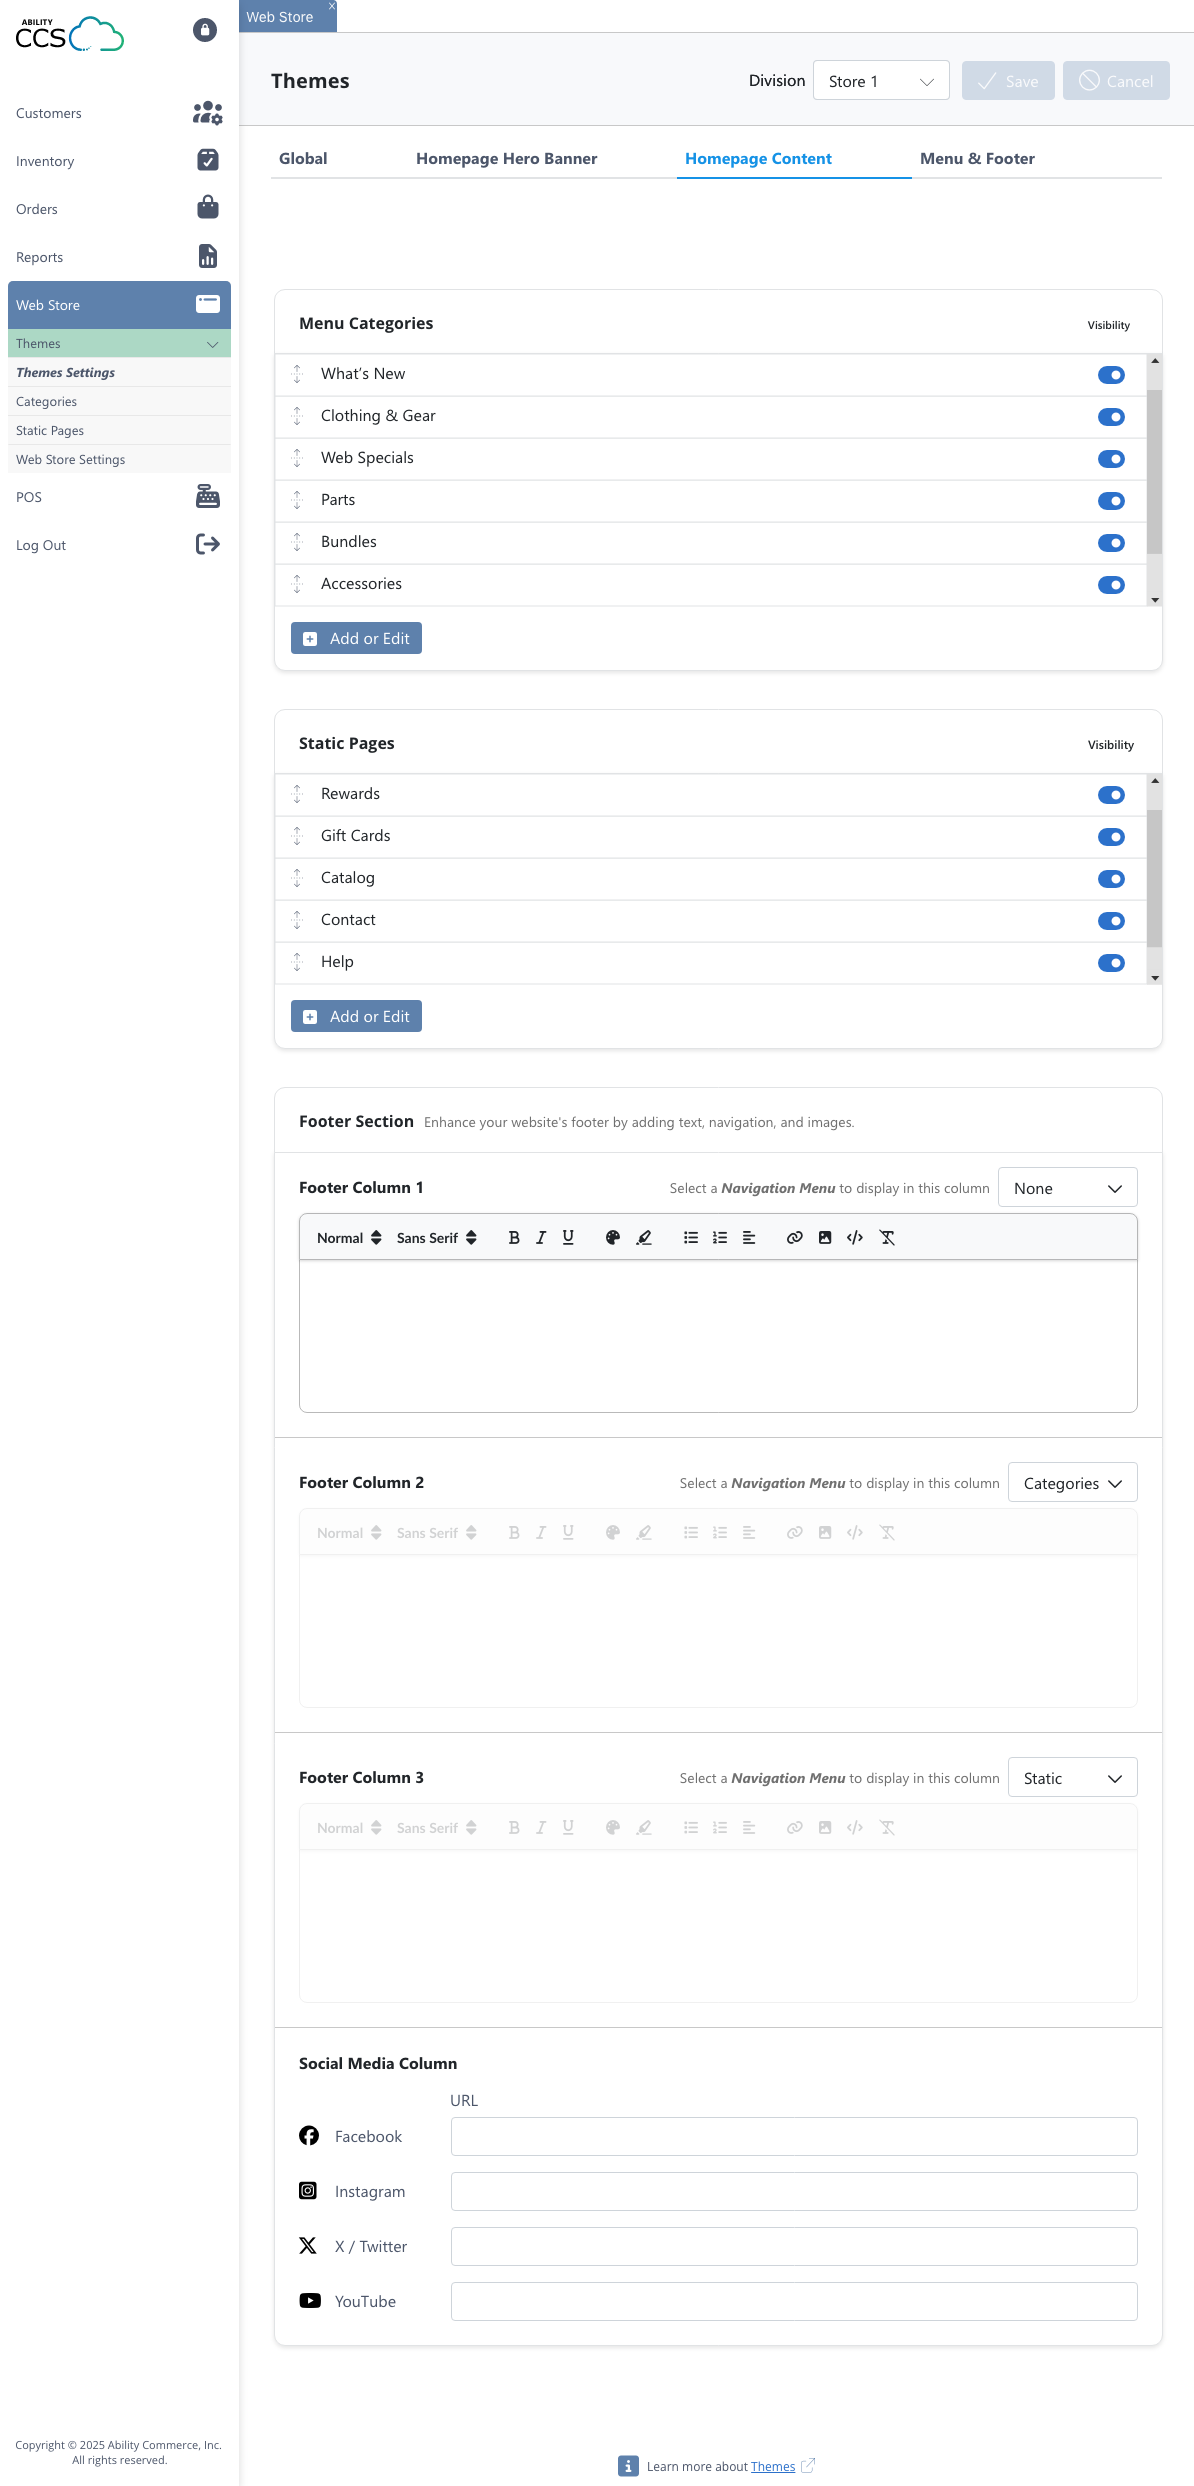 ABILITY
CCS
Customers
Inventory
Orders
Reports
Web Store
Themes
Themes Settings
Categories
Static Pages
Web Store Settings
POS
Log Out
Copyright © 2025 Ability Commerce, Inc.
All rights reserved.
Web Store x
Themes
Division Store 1 Save Cancel
Global Homepage Hero Banner Homepage Content Menu & Footer
Menu Categories Visibility
What’s New
Clothing & Gear
Web Specials
Parts
Bundles
Accessories
Add or Edit
Static Pages Visibility
Rewards
Gift Cards
Catalog
Contact
Help
Add or Edit
Footer Section Enhance your website's footer by adding text, navigation, and images.
Footer Column 1 Select a Navigation Menu to display in this column None
Normal Sans Serif B I U
Footer Column 2 Select a Navigation Menu to display in this column Categories
Normal Sans Serif B I U
Footer Column 3 Select a Navigation Menu to display in this column Static
Normal Sans Serif B I U
Social Media Column
URL
Facebook
Instagram
X / Twitter
YouTube
Learn more about Themes